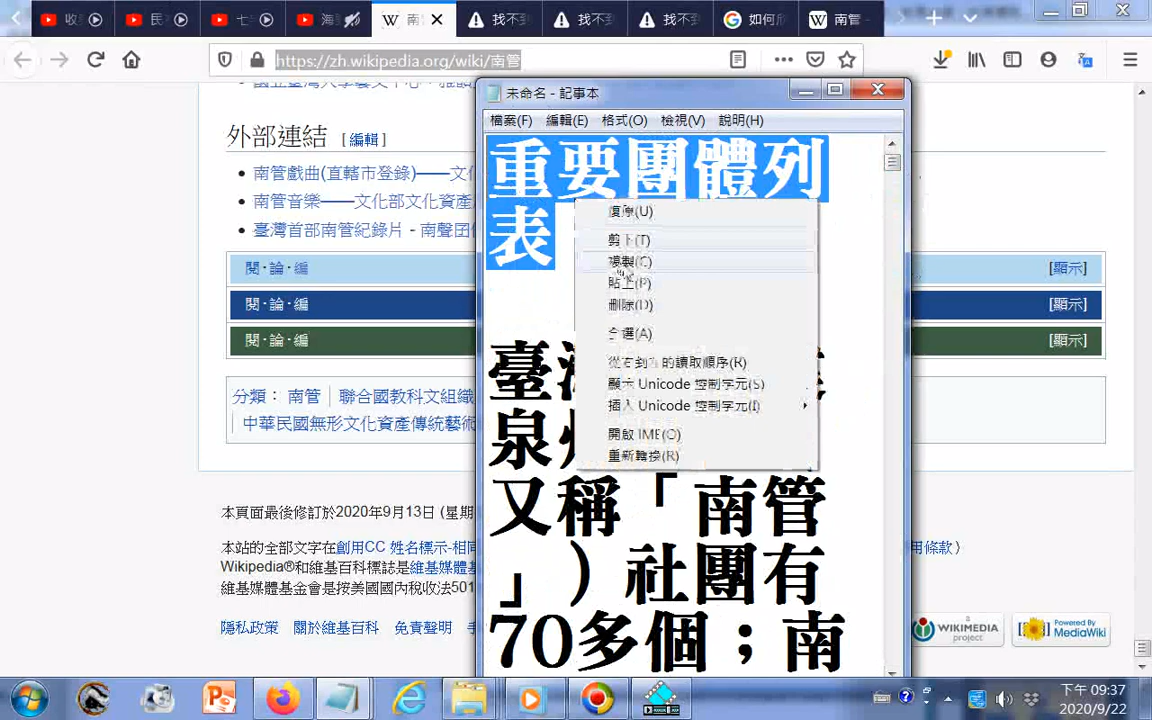 收
民
七
海
南
找不
找不
找不
如何
南管 -
https://zh.wikipedia.org/wiki/南管
未命名 - 記事本
檔案(F) 編輯(E) 格式(O) 檢視(V) 說明(H)
外部連結 [編輯]
南管戲曲(直轄市登錄)——文化
南管音樂——文化部文化資產
臺灣首部南管紀錄片 - 南聲
閱·論·編 [顯示]
閱·論·編 [顯示]
閱·論·編 [顯示]
分類： 南管 聯合國教科文組織
中華民國無形文化資產傳統藝術
重要團體列
表
復原(U)
剪下(T)
複製(C)
貼上(P)
刪除(D)
全選(A)
從右到左的讀取順序(R)
顯示 Unicode 控制字元(S)
插入 Unicode 控制字元(I)
開啟 IME(O)
重新轉換(R)
臺
泉
又稱「南管
」）社團有
70多個；南
本頁面最後修訂於2020年9月13日 (星期
本站的全部文字在創用CC 姓名標示-相同
用條款）
Wikipedia®和維基百科標誌是維基媒體
維基媒體基金會是按美國國內稅收法501
隱私政策 關於維基百科 免責聲明
WIKIMEDIA
project
Powered By
MediaWiki
下午 09:37
2020/9/22